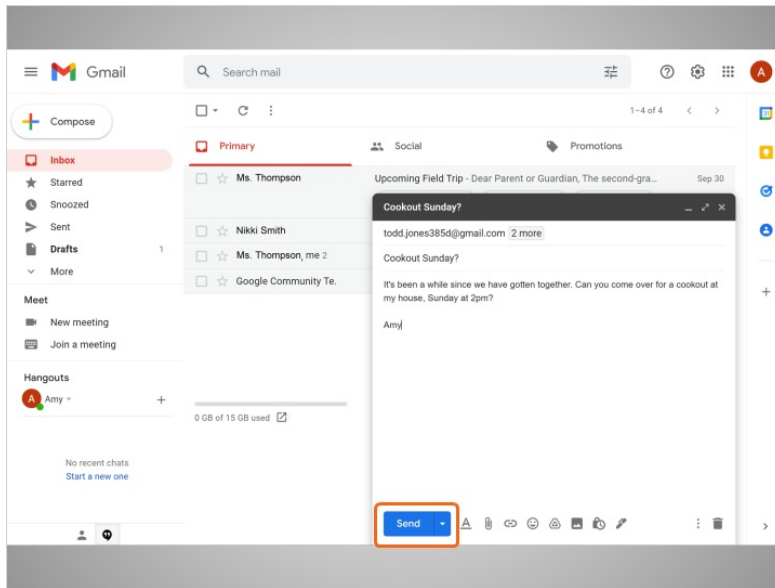 Gmail
Search mail
A
Compose
1–4 of 4
Primary
Social
Promotions
Inbox
Starred
Snoozed
Sent
Drafts 1
More
Ms. Thompson
Upcoming Field Trip - Dear Parent or Guardian, The second-gra...
Sep 30
Nikki Smith
Ms. Thompson, me 2
Google Community Te.
Cookout Sunday?
todd.jones385d@gmail.com 2 more
Cookout Sunday?
It's been a while since we have gotten together. Can you come over for a cookout at
my house, Sunday at 2pm?
Amy
Meet
New meeting
Join a meeting
Hangouts
A Amy
No recent chats
Start a new one
0 GB of 15 GB used
Send
A